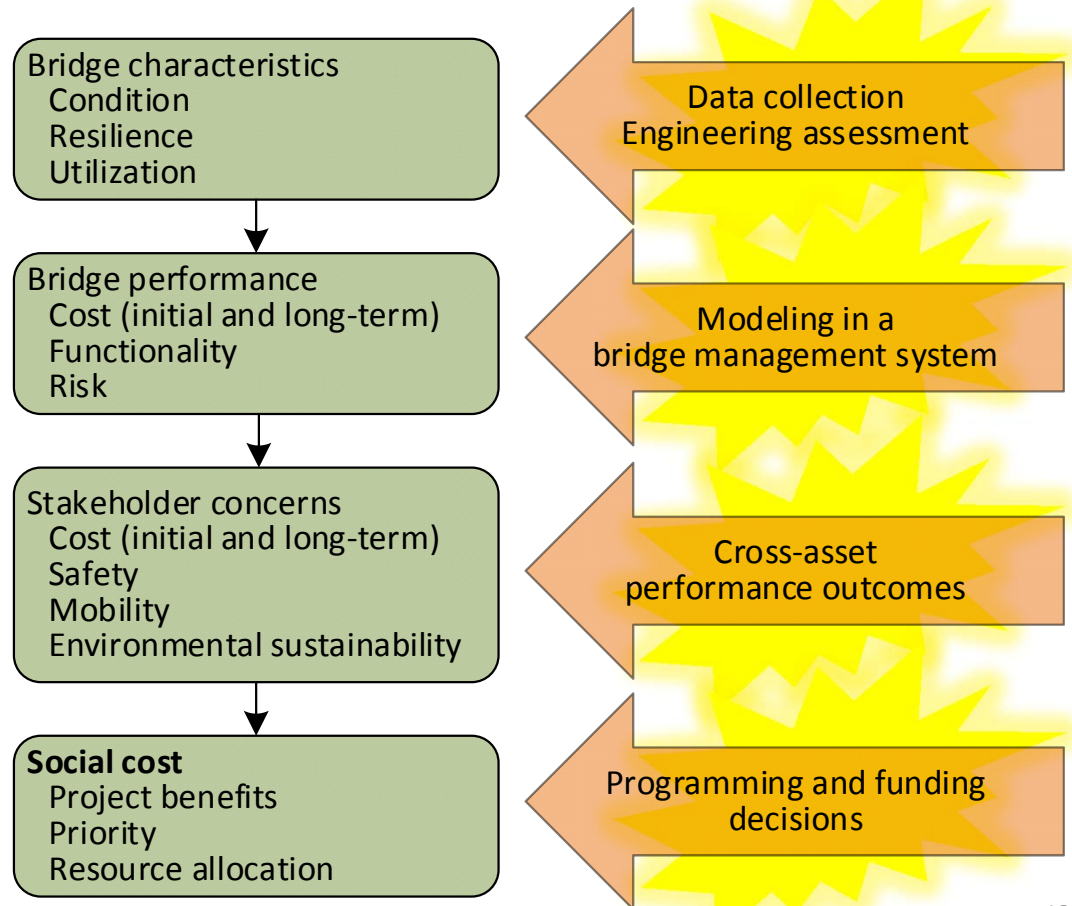 Bridge characteristics
Condition
Resilience
Utilization
Data collection
Engineering assessment
Bridge performance
Cost (initial and long-term)
Functionality
Risk
Modeling in a
bridge management system
Stakeholder concerns
Cost (initial and long-term)
Safety
Mobility
Environmental sustainability
Cross-asset
performance outcomes
Social cost
Project benefits
Priority
Resource allocation
Programming and funding
decisions